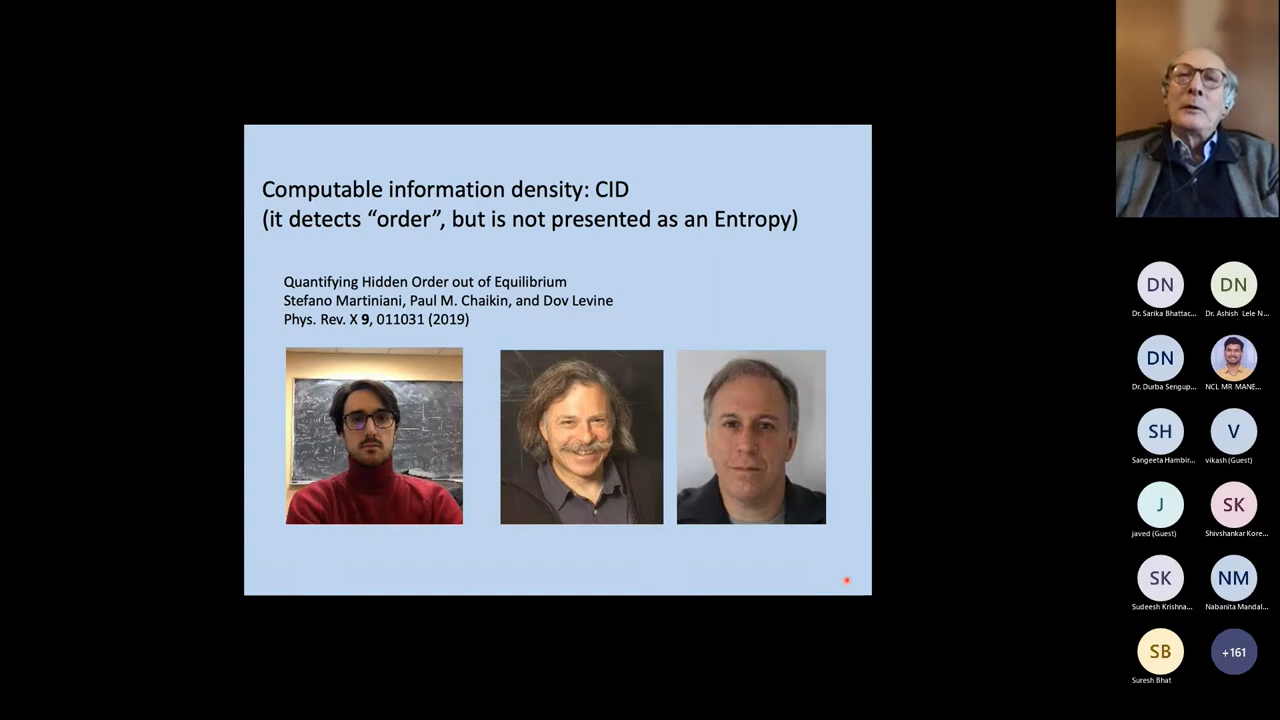 Computable information density: CID
(it detects “order”, but is not presented as an Entropy)
Quantifying Hidden Order out of Equilibrium
Stefano Martiniani, Paul M. Chaikin, and Dov Levine
Phys. Rev. X 9, 011031 (2019)
DN
DN
Dr. Sarika Bhattac...
Dr. Ashish Lele N...
DN
Dr. Durba Sengup...
NCL MR MANE...
SH
V
Sangeeta Hambir...
vikash (Guest)
J
SK
javed (Guest)
Shivshankar Kore...
SK
NM
Sudeesh Krishna...
Nabanita Mandal...
SB
+161
Suresh Bhat